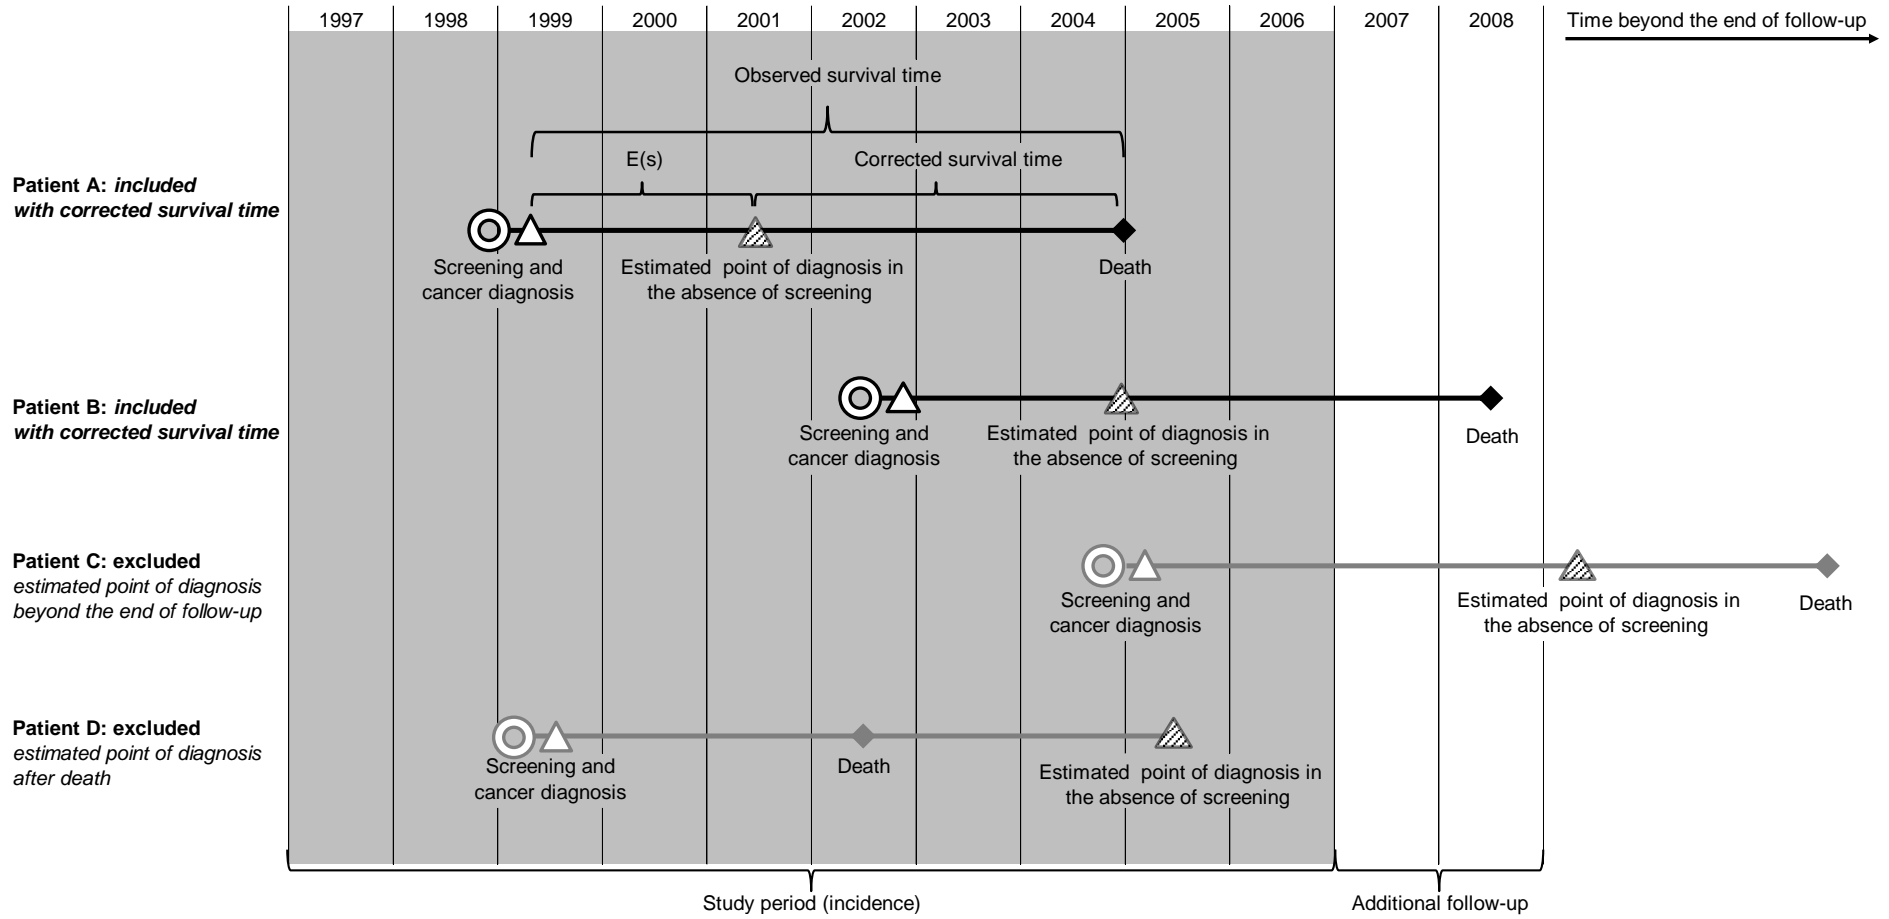 1997 1998 1999 2000 2001 2002 2003 2004 2005 2006 2007 2008 Time beyond the end of follow-up
Observed survival time
E(s) Corrected survival time
Patient A: included
with corrected survival time
Screening and
cancer diagnosis
Estimated point of diagnosis in
the absence of screening
Death
Patient B: included
with corrected survival time
Screening and
cancer diagnosis
Estimated point of diagnosis in
the absence of screening
Death
Patient C: excluded
estimated point of diagnosis
beyond the end of follow-up
Screening and
cancer diagnosis
Estimated point of diagnosis in
the absence of screening
Death
Patient D: excluded
estimated point of diagnosis
after death
Screening and
cancer diagnosis
Death
Estimated point of diagnosis in
the absence of screening
Study period (incidence) Additional follow-up